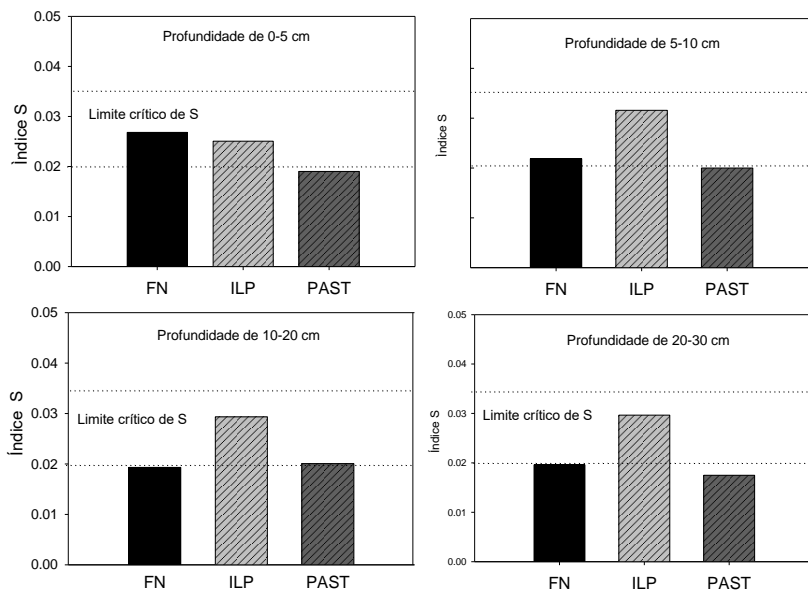 0.05
Profundidade de 0-5 cm
0.04
0.03
Limite crítico de S
0.02
0.01
0.00
Ìndice S
FN ILP PAST
Profundidade de 5-10 cm
Índice S
FN ILP PAST
0.05
Profundidade de 10-20 cm
0.04
0.03
Limite crítico de S
0.02
0.01
0.00
Índice S
FN ILP PAST
0.05
Profundidade de 20-30 cm
0.04
0.03
Limite crítico de S
0.02
0.01
0.00
Índice S
FN ILP PAST